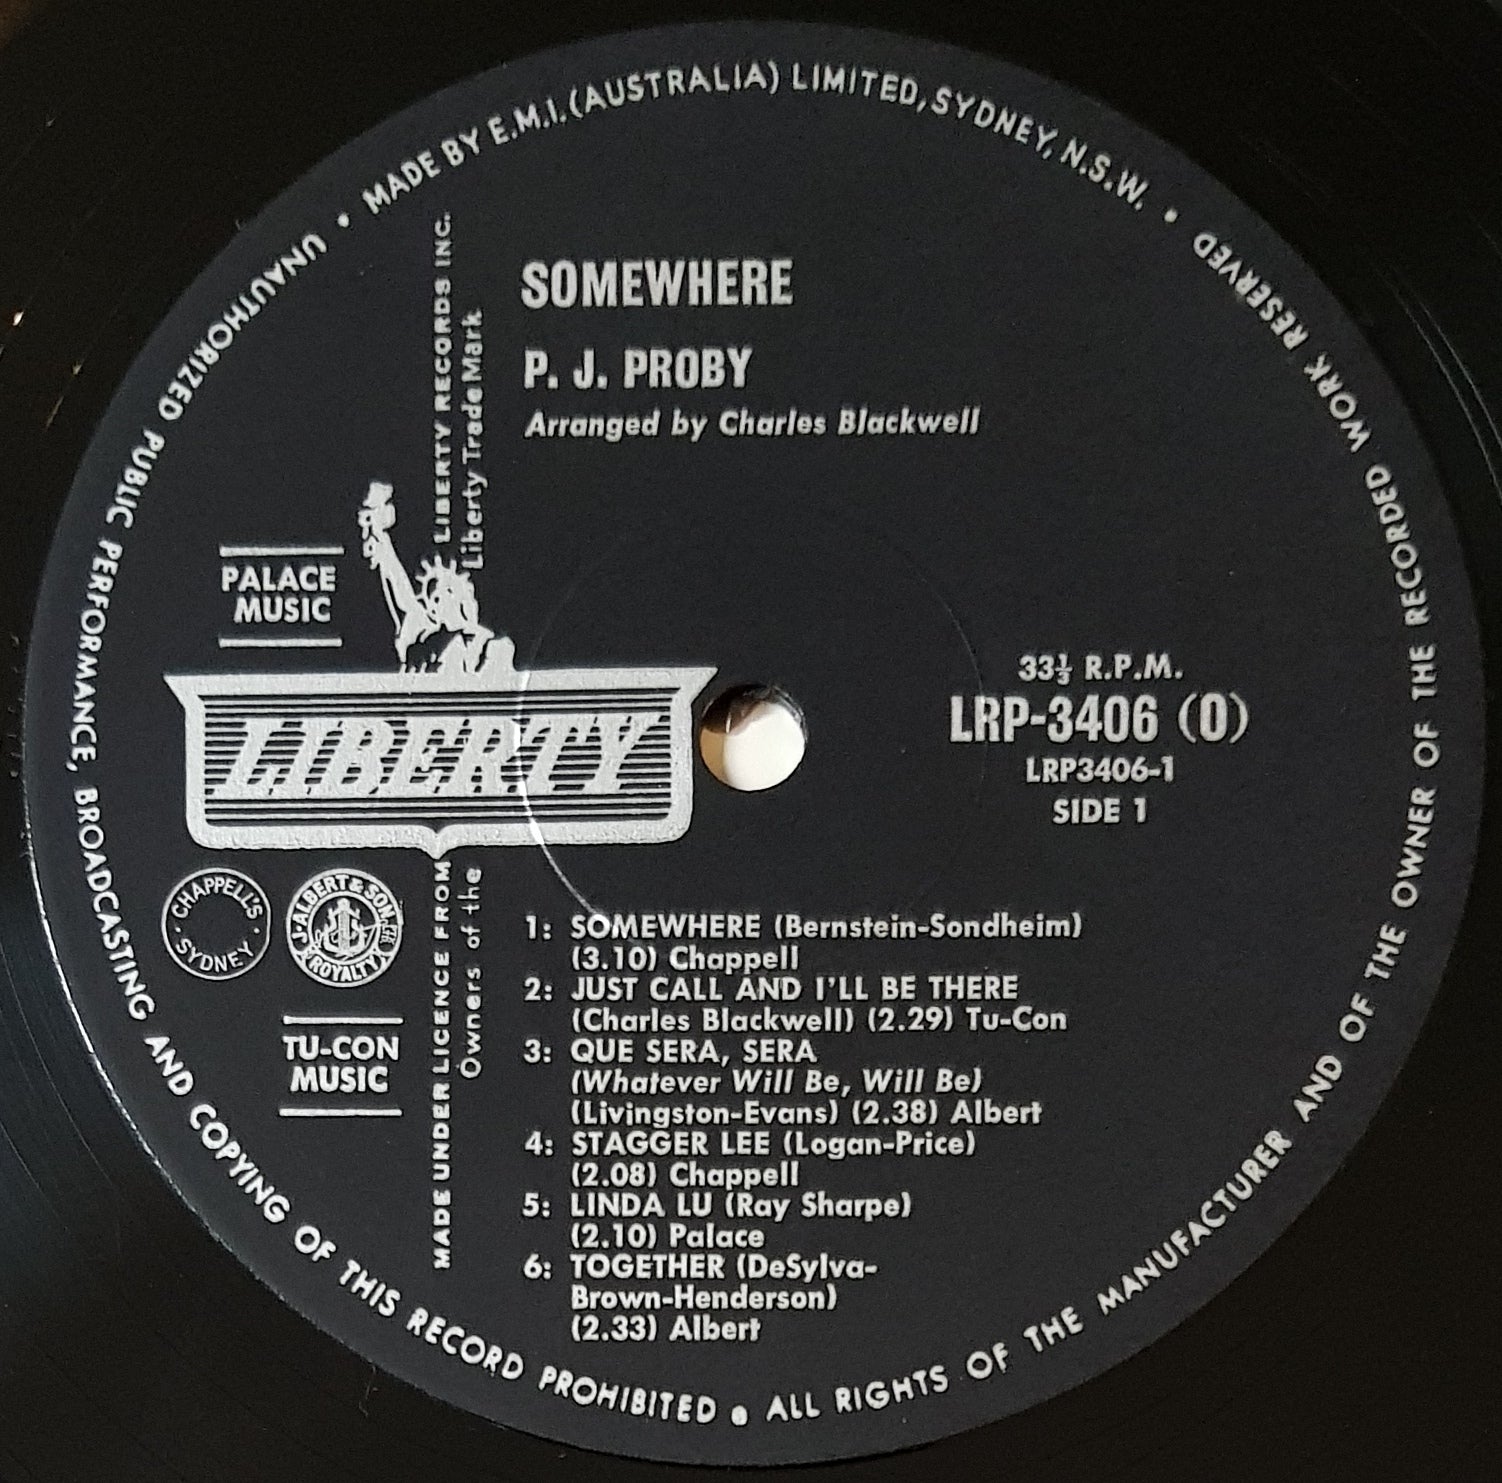 MADE BY E.M.I. (AUSTRALIA) LIMITED, SYDNEY, N.S.W. •
UNAUTHORIZED PUBLIC PERFORMANCE, BROADCASTING AND COPYING OF THIS RECORD PROHIBITED • ALL RIGHTS OF THE MANUFACTURER AND OF THE OWNER OF THE RECORDED WORK RESERVED •
SOMEWHERE
P. J. PROBY
Arranged by Charles Blackwell
MADE UNDER LICENCE FROM LIBERTY RECORDS INC.
Owners of the Liberty Trade Mark
PALACE
MUSIC
LIBERTY
33⅓ R.P.M.
LRP-3406 (O)
LRP3406-1
SIDE 1
CHAPPELL'S
• SYDNEY •
J. ALBERT & SON
ROYALTY
TU-CON
MUSIC
1: SOMEWHERE (Bernstein-Sondheim)
(3.10) Chappell
2: JUST CALL AND I'LL BE THERE
(Charles Blackwell) (2.29) Tu-Con
3: QUE SERA, SERA
(Whatever Will Be, Will Be)
(Livingston-Evans) (2.38) Albert
4: STAGGER LEE (Logan-Price)
(2.08) Chappell
5: LINDA LU (Ray Sharpe)
(2.10) Palace
6: TOGETHER (DeSylva-
Brown-Henderson)
(2.33) Albert